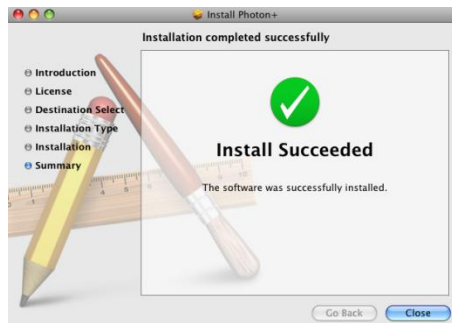 Install Photon+
Installation completed successfully
Introduction
License
Destination Select
Installation Type
Installation
Summary
Install Succeeded
The software was successfully installed.
Go Back
Close